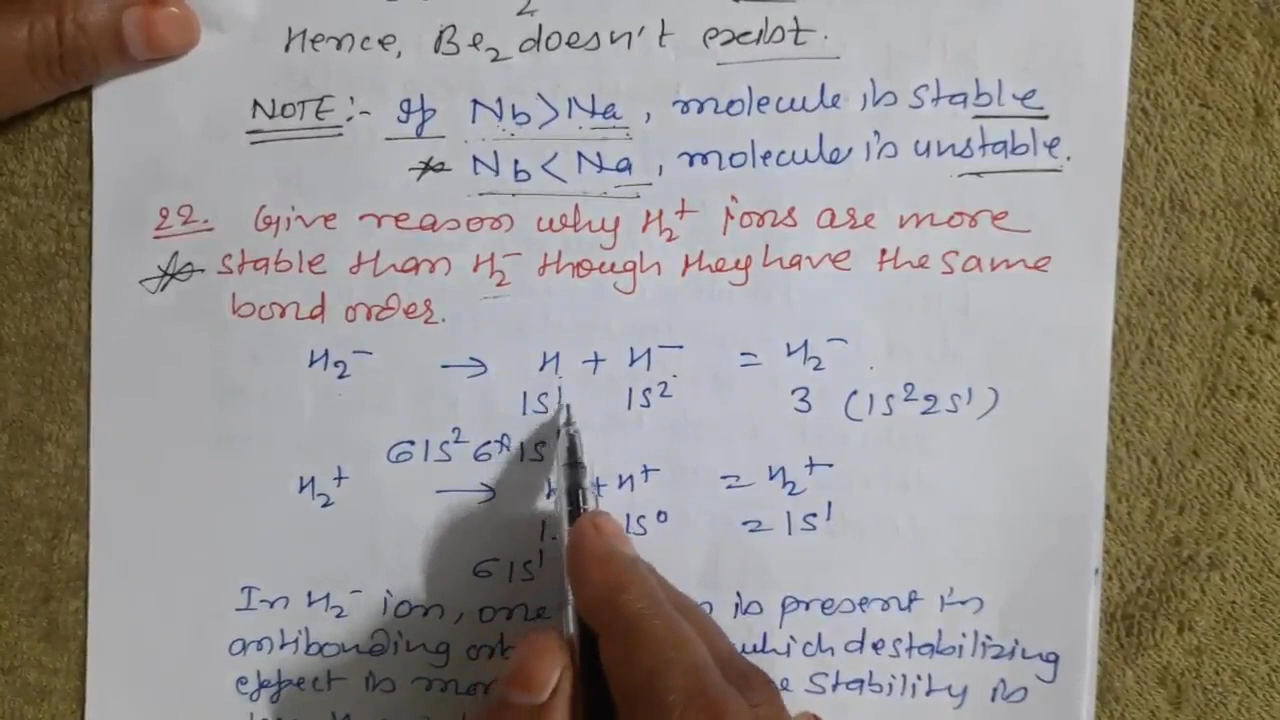 Hence, Be2 doesn't exist.
NOTE:- If Nb>Na, molecule is stable
* Nb<Na, molecule is unstable.
22. Give reason why H2+ ions are more
stable than H2- though they have the same
bond order.
H2- → H + H- = H2-.
1s1 1s2 3 (1s2 2s1)
σ1s2 σ*1s
H2+ → + H+ = H2+
1s0 = 1s1
σ1s1
In H2- ion, one is present in
antibonding which destabilizing
effect is stability is